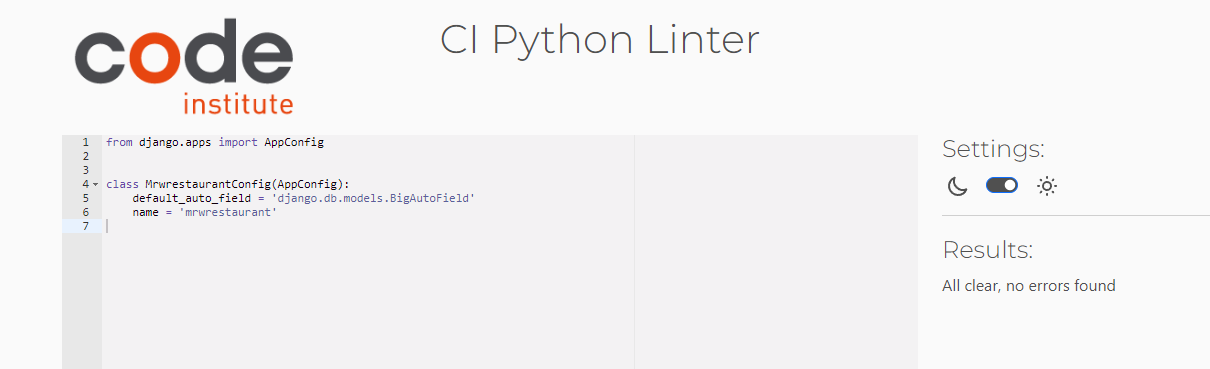 code
institute
CI Python Linter
1 from django.apps import AppConfig
2
3
4 class MrwrestaurantConfig(AppConfig):
5     default_auto_field = 'django.db.models.BigAutoField'
6     name = 'mrwrestaurant'
7
Settings:
Results:
All clear, no errors found